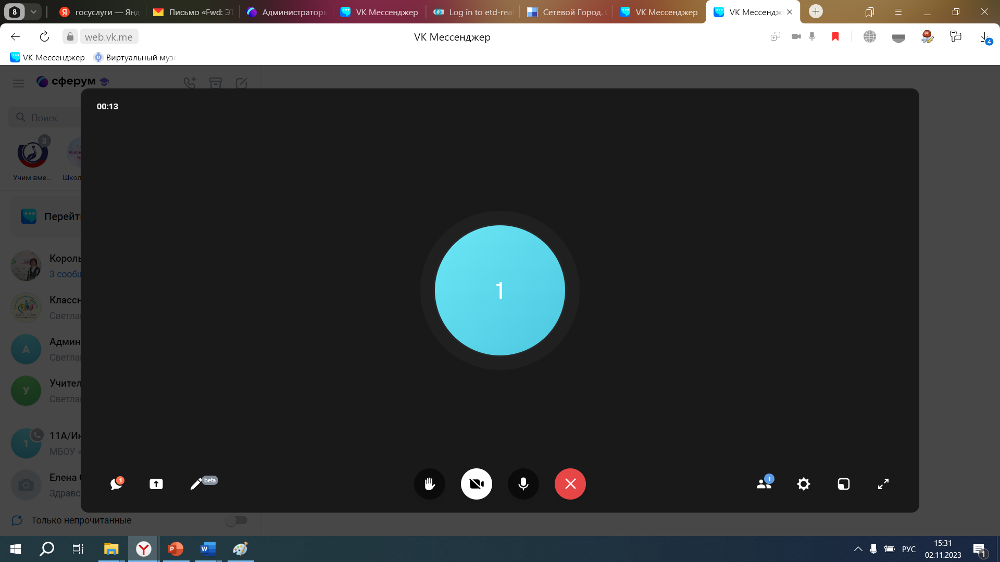 8
госуслуги — Янд
Письмо «Fwd: Э
Администраторы
VK Мессенджер
Log in to etd-rea
Сетевой Город.
VK Мессенджер
VK Мессендж
web.vk.me
VK Мессенджер
4
VK Мессенджер
Виртуальный муз
сферум
00:13
Поиск
3
Учим вме...
Школ
Перейт
Король
3 сообщ
Классн
Светла
А
Админ
Светла
У
Учител
Светла
1
11А/Ин
МБОУ «
Елена
Здравс
1
1
beta
1
Только непрочитанные
РУС
15:31
02.11.2023
1